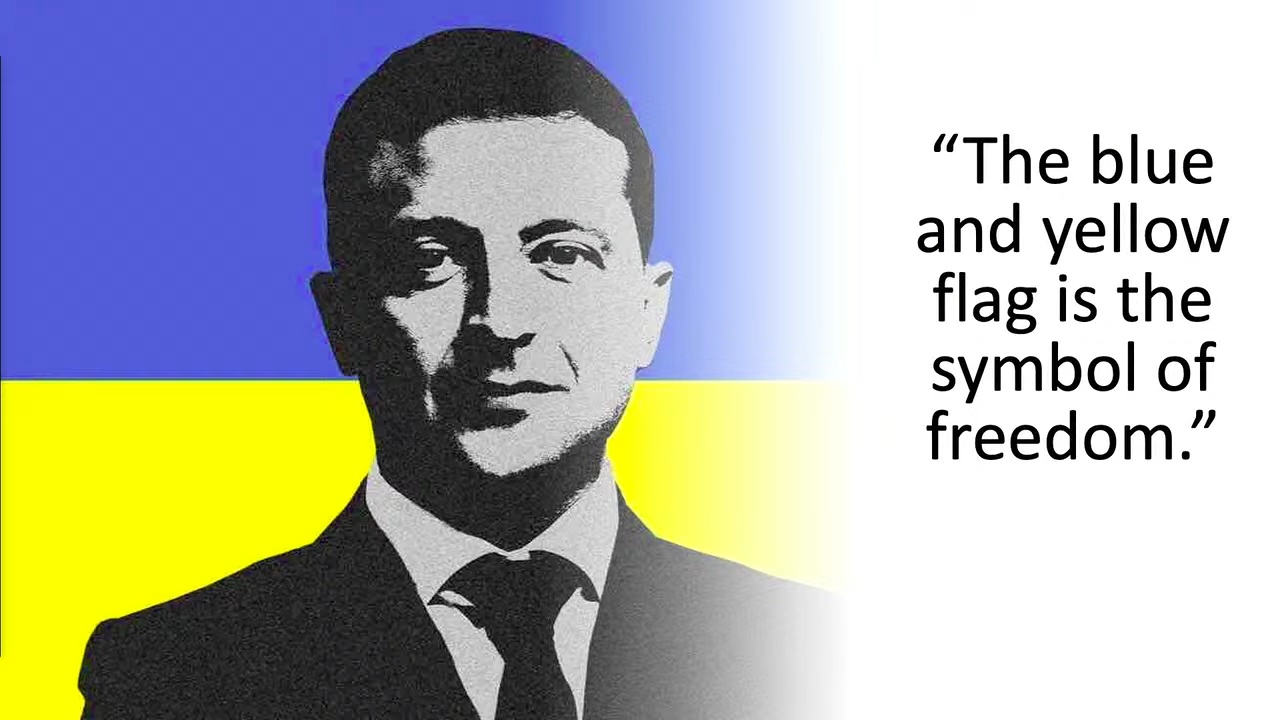 “The blue
and yellow
flag is the
symbol of
freedom.”